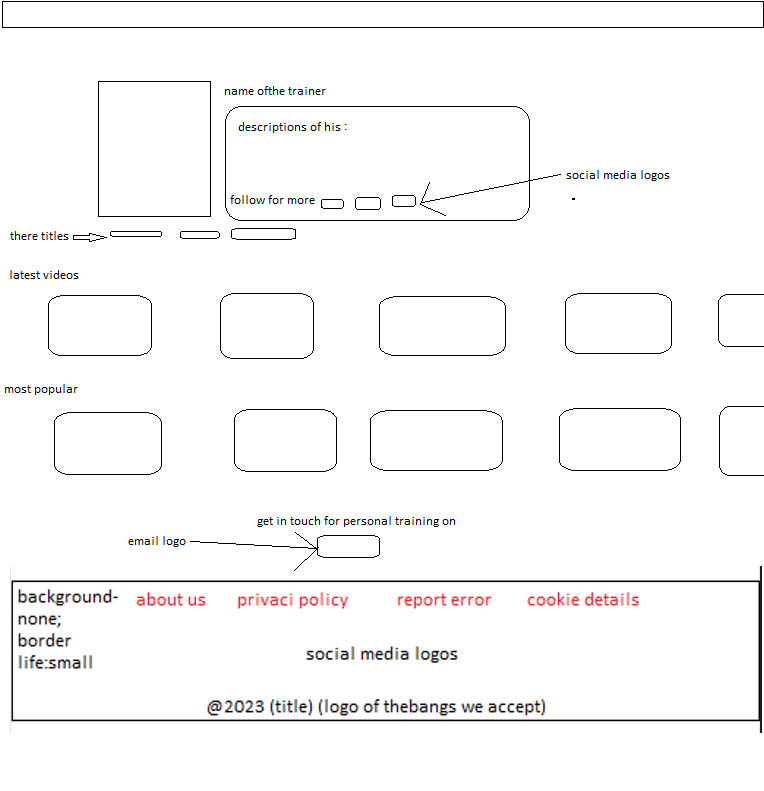 name ofthe trainer
descriptions of his :
social media logos
follow for more
there titles
latest videos
most popular
get in touch for personal training on
email logo
background-
none;
border
life:small
about us privaci policy report error cookie details
social media logos
@2023 (title) (logo of thebangs we accept)